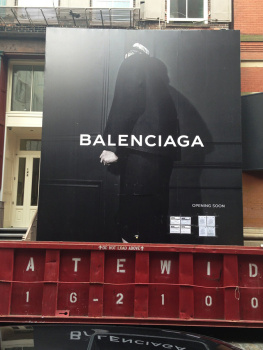 BALENCIAGA
OPENING SOON
ATEWID
16-2100